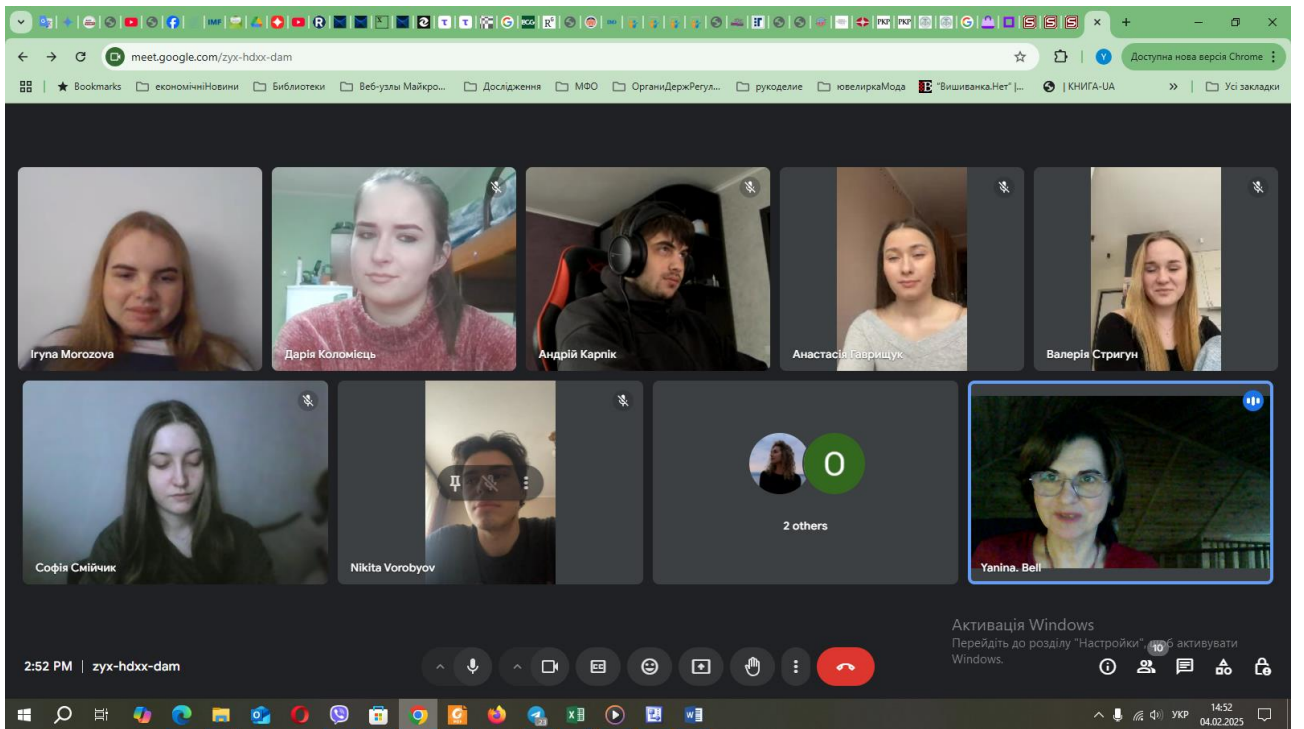 meet.google.com/zyx-hdxx-dam
Доступна нова версія Chrome
Bookmarks економічніНовини Библиотеки Веб-узлы Майкро... Дослідження МФО ОрганиДержРегул... рукоделие ювелиркаМода "Вишиванка.Нет" |... | КНИГА-UA » Усі закладки
Iryna Morozova
Дарія Коломієць
Андрій Карпік
Анастасія Гаврищук
Валерія Стригун
Софія Смійчик
Nikita Vorobyov
O
2 others
Yanina. Bell
Активація Windows
Перейдіть до розділу "Настройки", щоб активувати
Windows.
10
2:52 PM | zyx-hdxx-dam
14:52
УКР
04.02.2025